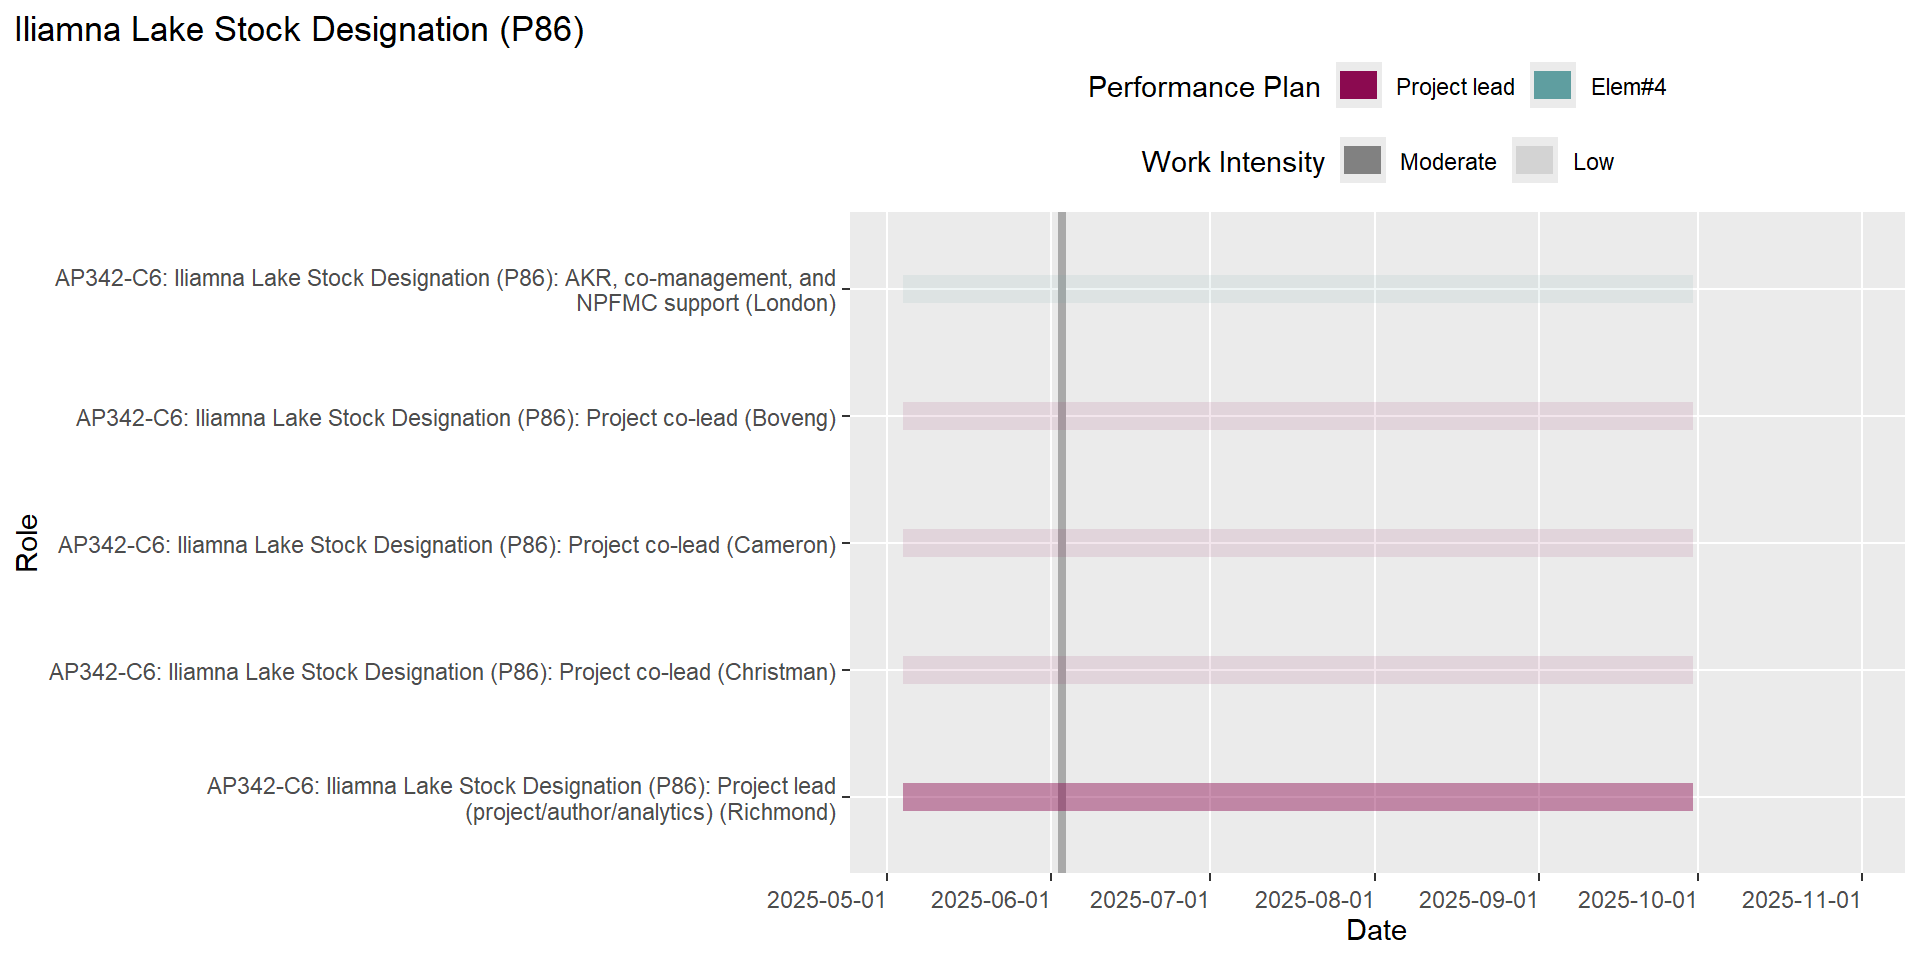 Iliamna Lake Stock Designation (P86)
Performance Plan Project lead Elem#4
Work Intensity Moderate Low
AP342-C6: Iliamna Lake Stock Designation (P86): AKR, co-management, and
NPFMC support (London)
AP342-C6: Iliamna Lake Stock Designation (P86): Project co-lead (Boveng)
AP342-C6: Iliamna Lake Stock Designation (P86): Project co-lead (Cameron)
AP342-C6: Iliamna Lake Stock Designation (P86): Project co-lead (Christman)
AP342-C6: Iliamna Lake Stock Designation (P86): Project lead
(project/author/analytics) (Richmond)
Role
2025-05-01 2025-06-01 2025-07-01 2025-08-01 2025-09-01 2025-10-01 2025-11-01
Date